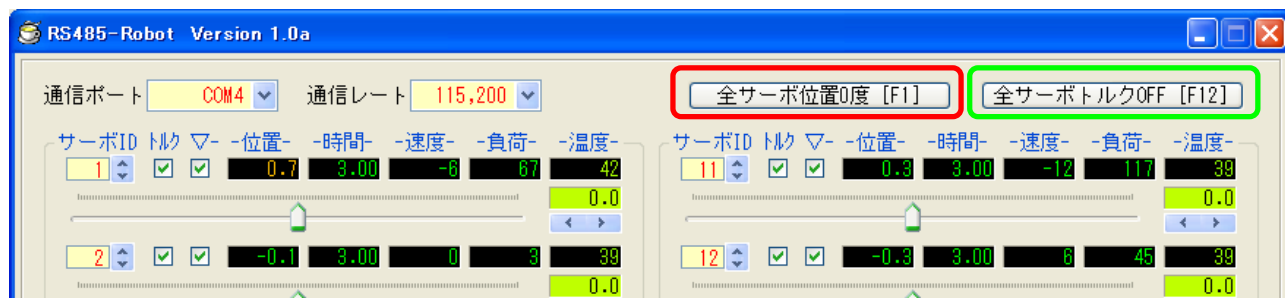 RS485-Robot Version 1.0a
通信ポート COM4 通信レート 115,200 全サーボ位置0度 [F1] 全サーボトルクOFF [F12]
サーボID ﾄﾙｸ ▽- -位置- -時間- -速度- -負荷- -温度- サーボID ﾄﾙｸ ▽- -位置- -時間- -速度- -負荷- -温度-
1 0.7 3.00 -6 67 42 11 0.3 3.00 -12 117 39
0.0 0.0
2 -0.1 3.00 0 3 39 12 -0.3 3.00 6 45 39
0.0 0.0